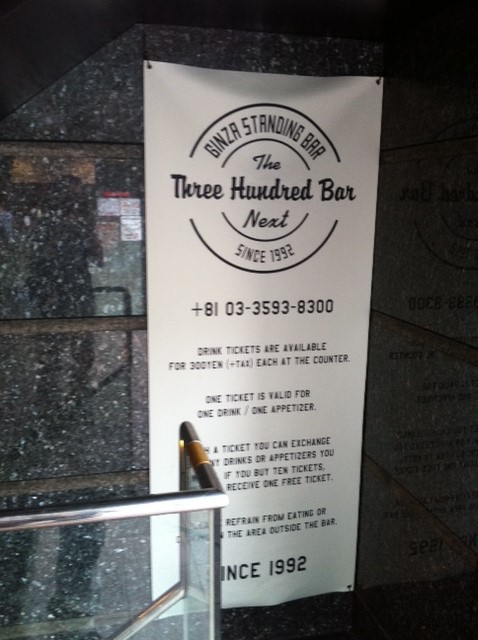 GINZA STANDING BAR
The
Three Hundred Bar
Next
SINCE 1992
+81 03-3593-8300
DRINK TICKETS ARE AVAILABLE
FOR 300YEN (+TAX) EACH AT THE COUNTER.
ONE TICKET IS VALID FOR
ONE DRINK / ONE APPETIZER.
A TICKET YOU CAN EXCHANGE
DRINKS OR APPETIZERS YOU
IF YOU BUY TEN TICKETS,
RECEIVE ONE FREE TICKET.
REFRAIN FROM EATING OR
THE AREA OUTSIDE THE BAR.
INCE 1992